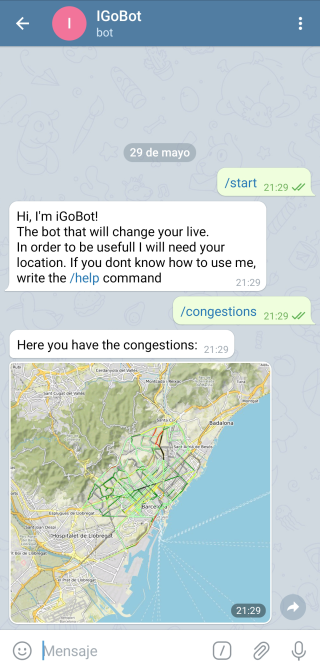 I
IGoBot
bot
29 de mayo
/start 21:29
Hi, I'm iGoBot!
The bot that will change your live.
In order to be usefull I will need your
location. If you dont know how to use me,
write the /help command
21:29
/congestions 21:29
Here you have the congestions: 21:29
Badalona
Barcelona
l'Hospitalet de Llobregat
21:29
Mensaje